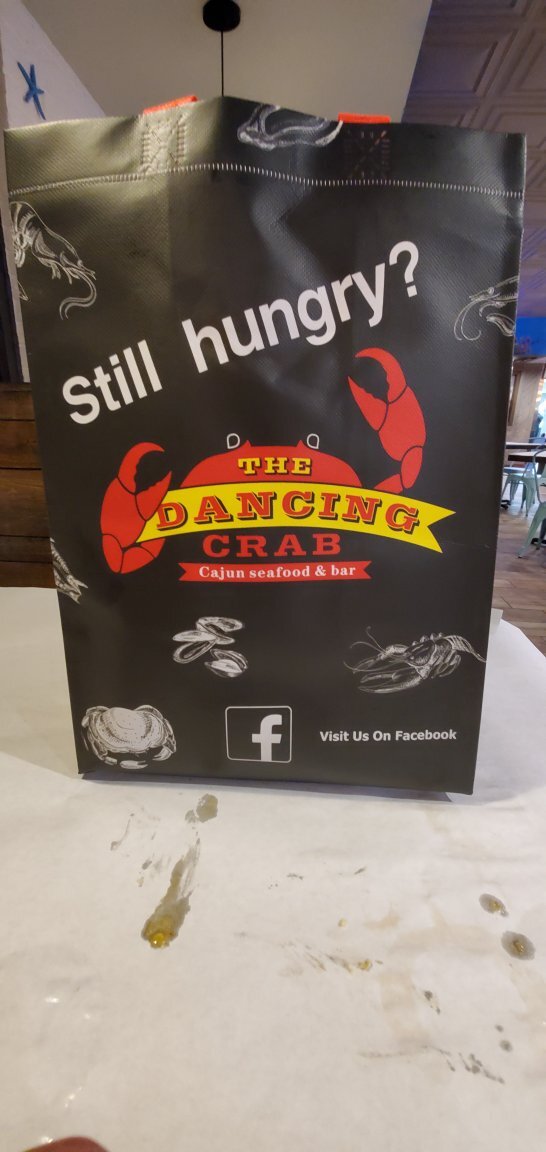 Still hungry?
THE
DANCING
CRAB
Cajun seafood & bar
f
Visit Us On Facebook